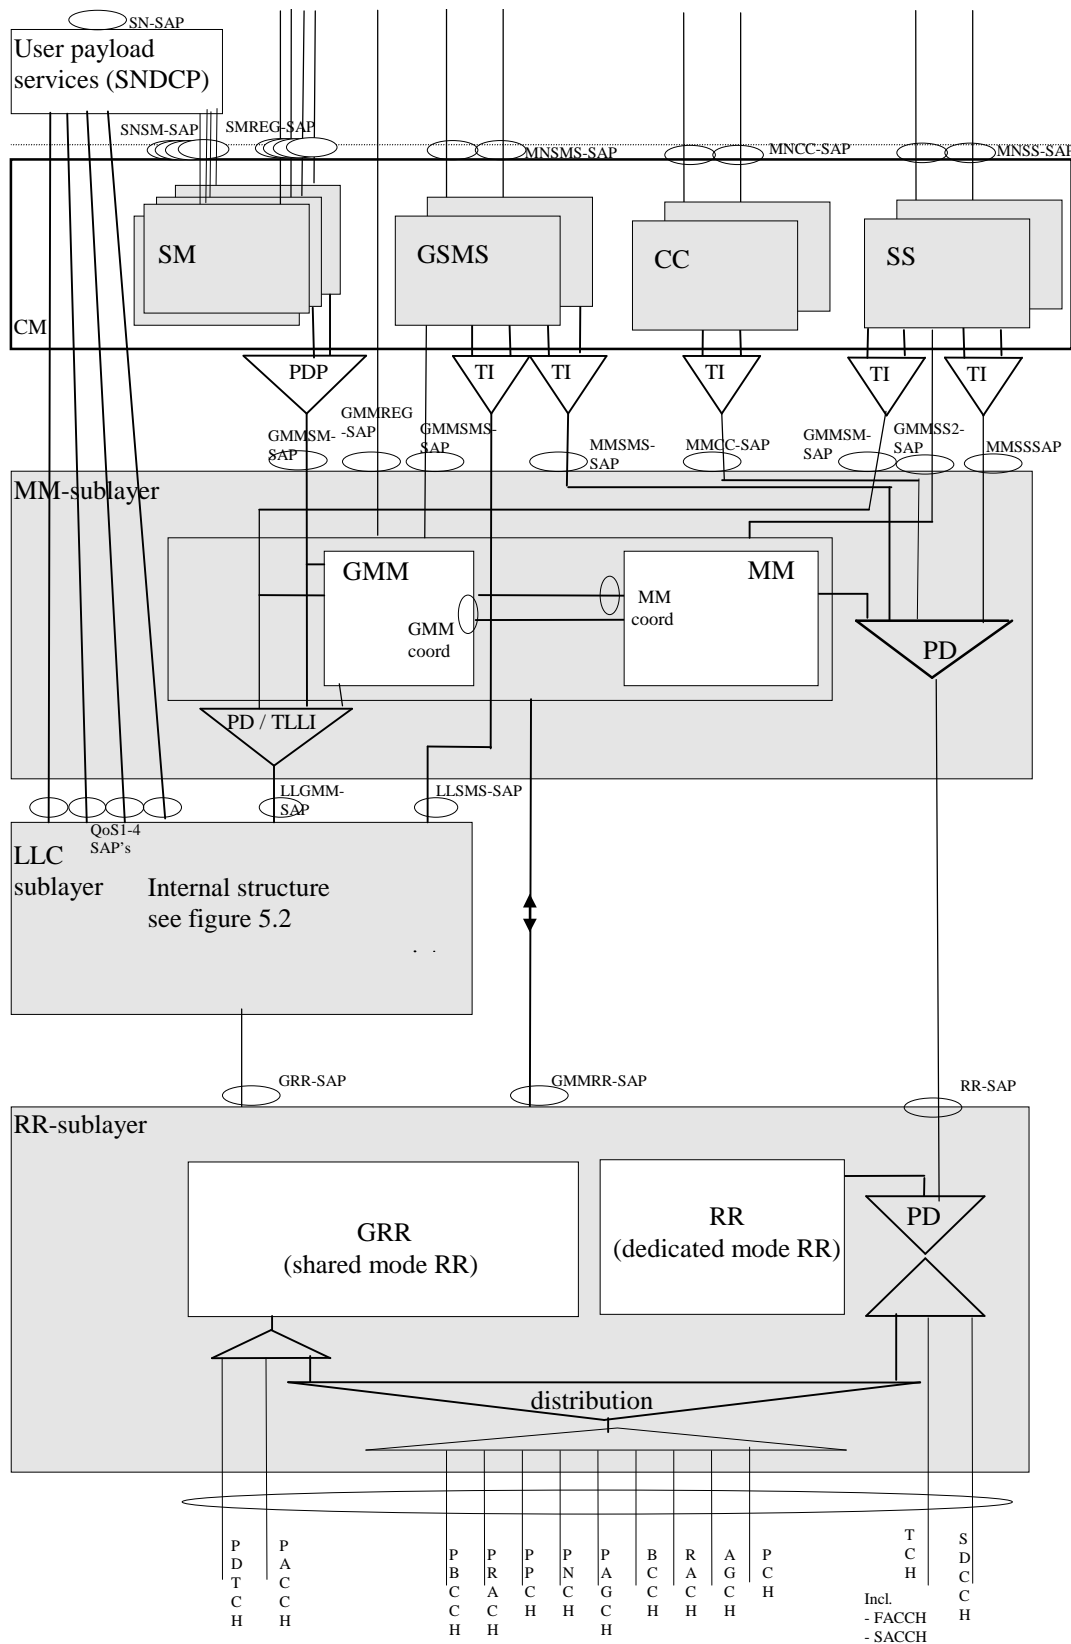 SN-SAP
User payload
services (SNDCP)
SNSM-SAP
SMREG-SAP
MNSMS-SAP
MNCC-SAP
MNSS-SAP
SM
GSMS
CC
SS
CM
PDP
TI
TI
TI
TI
TI
GMMSM-
SAP
GMMREG
-SAP
GMMSMS-
SAP
MMSMS-
SAP
MMCC-SAP
GMMSM-
SAP
GMMSS2-
SAP
MMSSSAP
MM-sublayer
GMM
GMM
coord
MM
MM
coord
PD
PD / TLLI
LLGMM-
SAP
LLSMS-SAP
QoS1-4
SAP's
LLC
sublayer
Internal structure
see figure 5.2
GRR-SAP
GMMRR-SAP
RR-SAP
RR-sublayer
GRR
(shared mode RR)
RR
(dedicated mode RR)
PD
distribution
PDTCH
PACCH
PBCCH
PRACH
PPCH
PNCH
PAGCH
BCCH
RACH
AGCH
PCH
TCH
Incl.
- FACCH
- SACCH
SDCCH